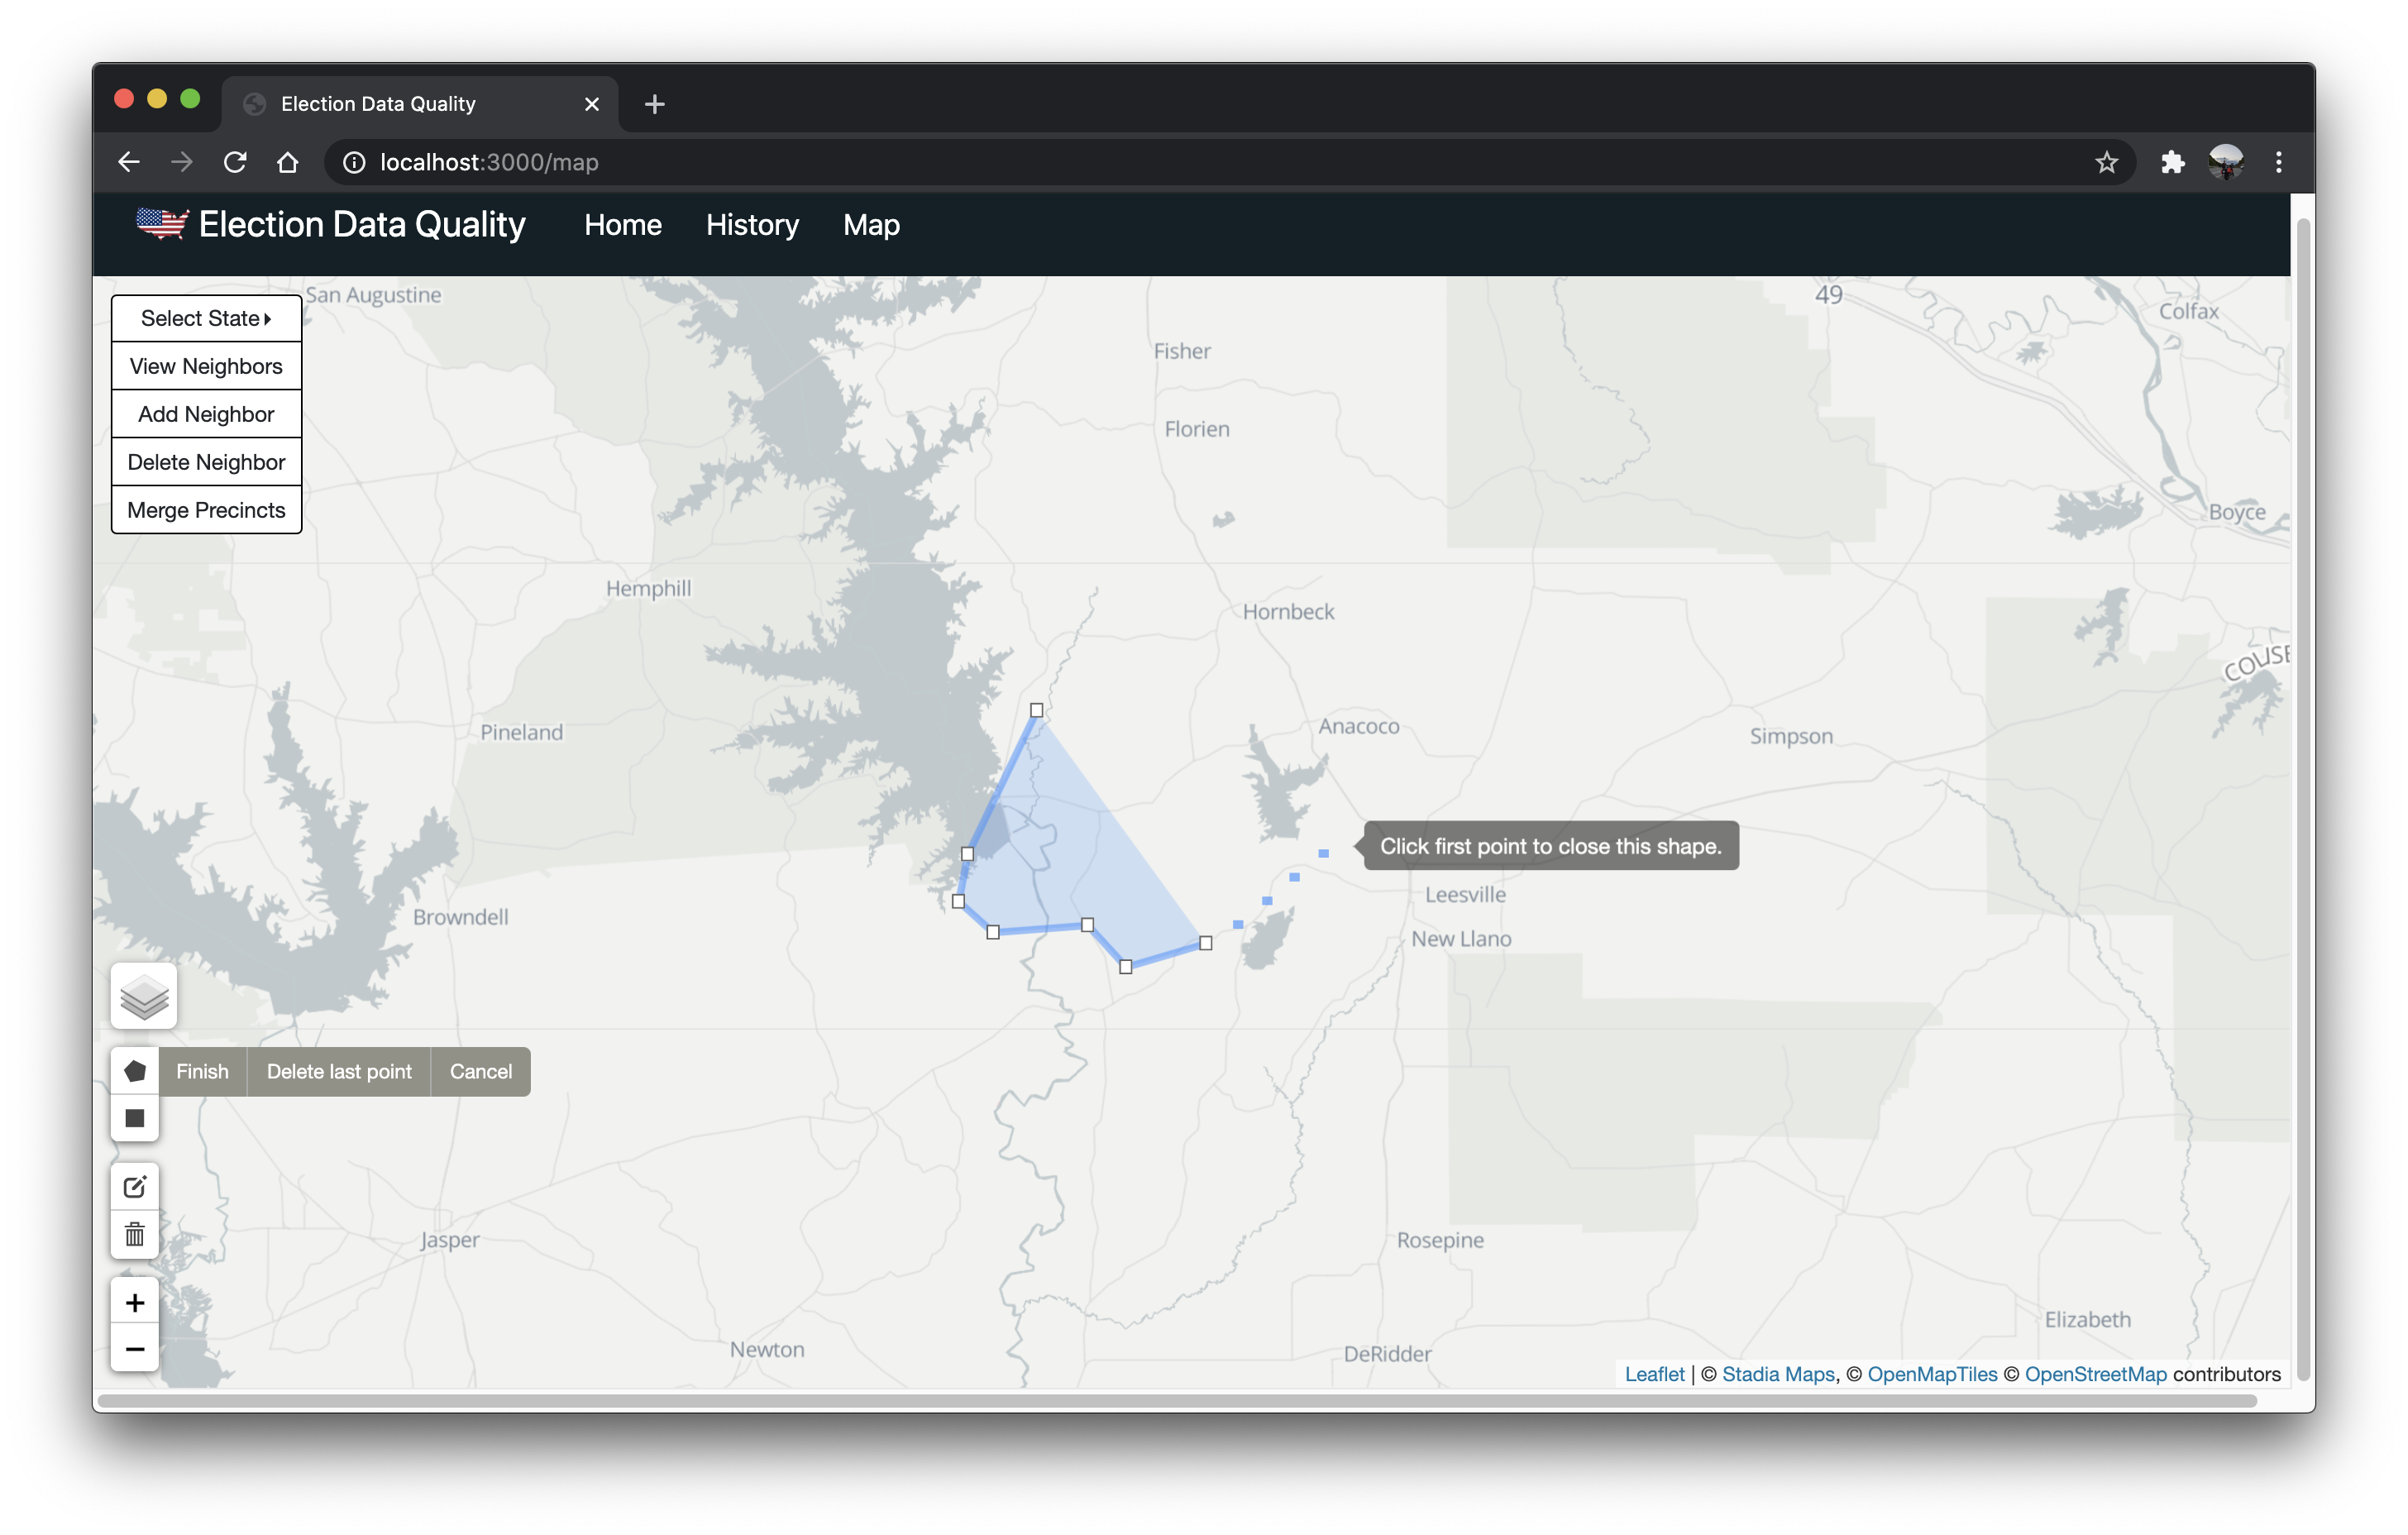 Election Data Quality
localhost:3000/map
Election Data Quality Home History Map
San Augustine
49
Colfax
Select State
View Neighbors
Add Neighbor
Delete Neighbor
Merge Precincts
Fisher
Florien
Boyce
Hemphill
Hornbeck
Pineland
Anacoco
Simpson
Click first point to close this shape.
Leesville
Browndell
New Llano
Finish Delete last point Cancel
Jasper
Rosepine
Elizabeth
Newton
DeRidder
Leaflet | © Stadia Maps, © OpenMapTiles © OpenStreetMap contributors